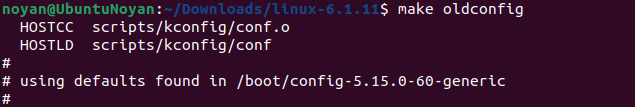 noyan@UbuntuNoyan:~/Downloads/linux-6.1.11$ make oldconfig
  HOSTCC  scripts/kconfig/conf.o
  HOSTLD  scripts/kconfig/conf
#
# using defaults found in /boot/config-5.15.0-60-generic
#